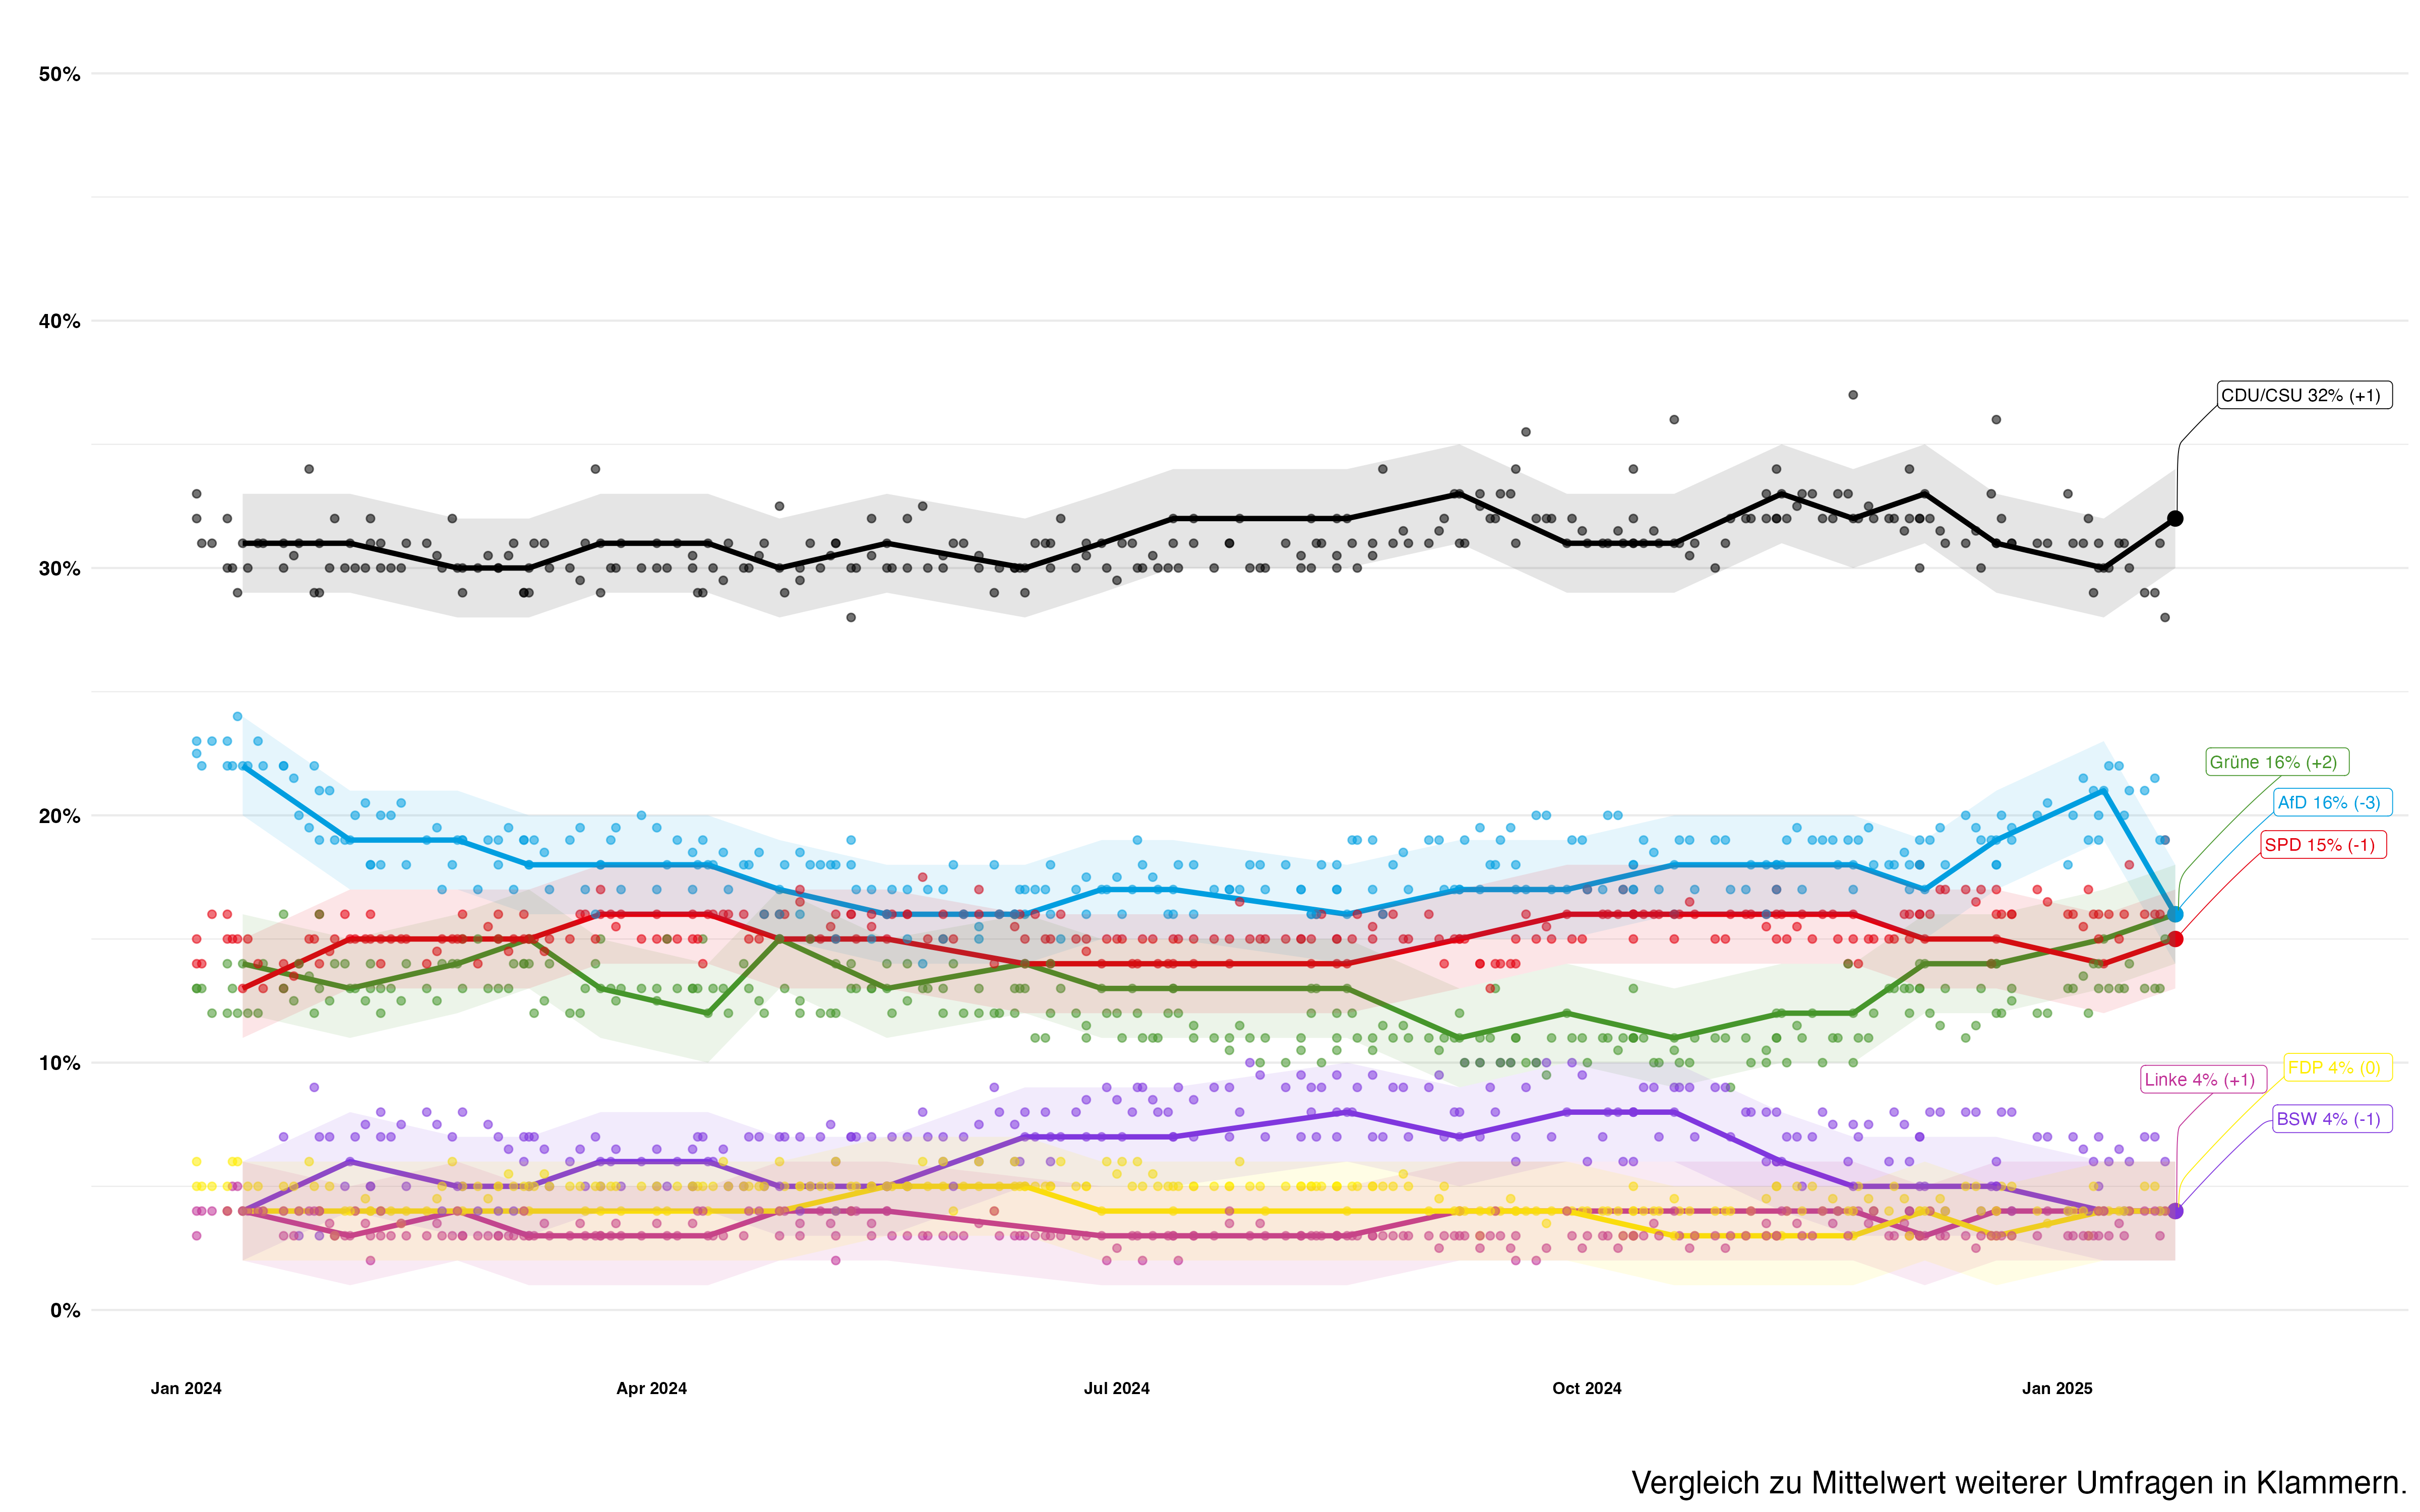 50%
40%
CDU/CSU 32% (+1)
30%
Grüne 16% (+2)
AfD 16% (-3)
20%
SPD 15% (-1)
10%
FDP 4% (0)
Linke 4% (+1)
BSW 4% (-1)
0%
Jan 2024 Apr 2024 Jul 2024 Oct 2024 Jan 2025
Vergleich zu Mittelwert weiterer Umfragen in Klammern.